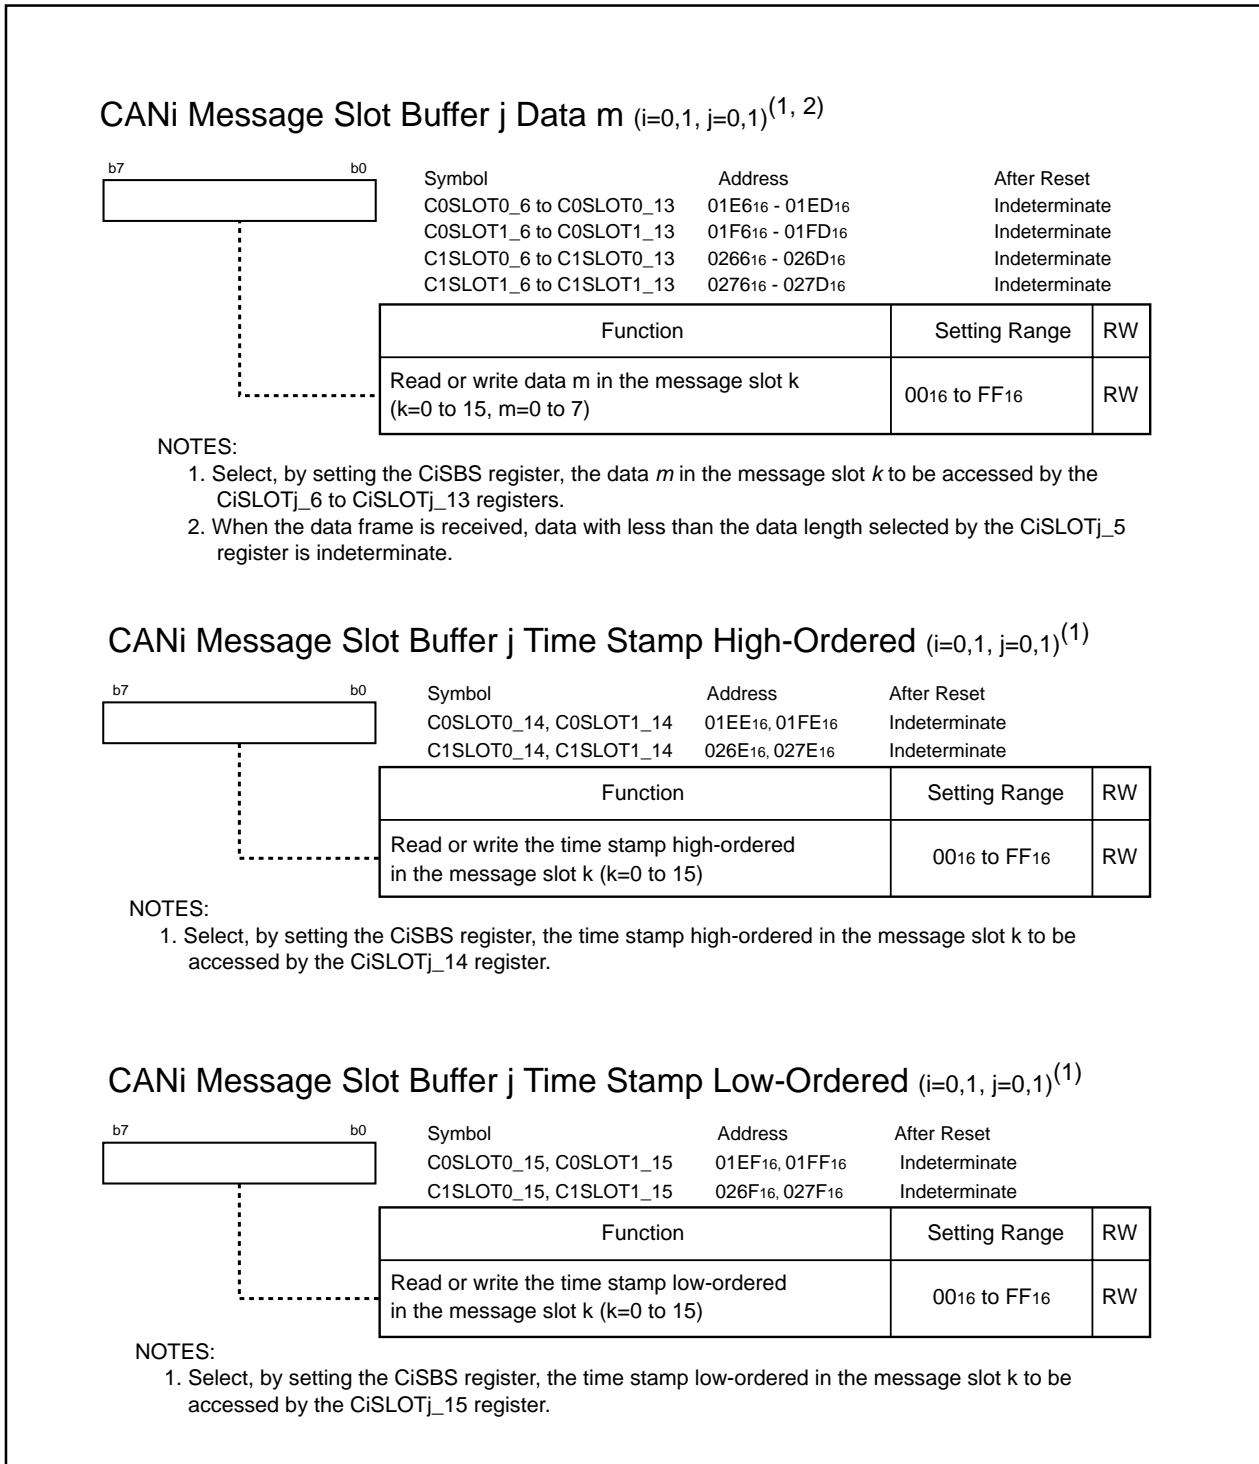 CANi Message Slot Buffer j Data m (i=0,1, j=0,1)(1, 2)
b7 b0
Symbol Address After Reset
C0SLOT0_6 to C0SLOT0_13 01E616 - 01ED16 Indeterminate
C0SLOT1_6 to C0SLOT1_13 01F616 - 01FD16 Indeterminate
C1SLOT0_6 to C1SLOT0_13 026616 - 026D16 Indeterminate
C1SLOT1_6 to C1SLOT1_13 027616 - 027D16 Indeterminate
Function Setting Range RW
Read or write data m in the message slot k
(k=0 to 15, m=0 to 7) 0016 to FF16 RW
NOTES:
1. Select, by setting the CiSBS register, the data m in the message slot k to be accessed by the
CiSLOTj_6 to CiSLOTj_13 registers.
2. When the data frame is received, data with less than the data length selected by the CiSLOTj_5
register is indeterminate.
CANi Message Slot Buffer j Time Stamp High-Ordered (i=0,1, j=0,1)(1)
b7 b0
Symbol Address After Reset
C0SLOT0_14, C0SLOT1_14 01EE16, 01FE16 Indeterminate
C1SLOT0_14, C1SLOT1_14 026E16, 027E16 Indeterminate
Function Setting Range RW
Read or write the time stamp high-ordered
in the message slot k (k=0 to 15) 0016 to FF16 RW
NOTES:
1. Select, by setting the CiSBS register, the time stamp high-ordered in the message slot k to be
accessed by the CiSLOTj_14 register.
CANi Message Slot Buffer j Time Stamp Low-Ordered (i=0,1, j=0,1)(1)
b7 b0
Symbol Address After Reset
C0SLOT0_15, C0SLOT1_15 01EF16, 01FF16 Indeterminate
C1SLOT0_15, C1SLOT1_15 026F16, 027F16 Indeterminate
Function Setting Range RW
Read or write the time stamp low-ordered
in the message slot k (k=0 to 15) 0016 to FF16 RW
NOTES:
1. Select, by setting the CiSBS register, the time stamp low-ordered in the message slot k to be
accessed by the CiSLOTj_15 register.